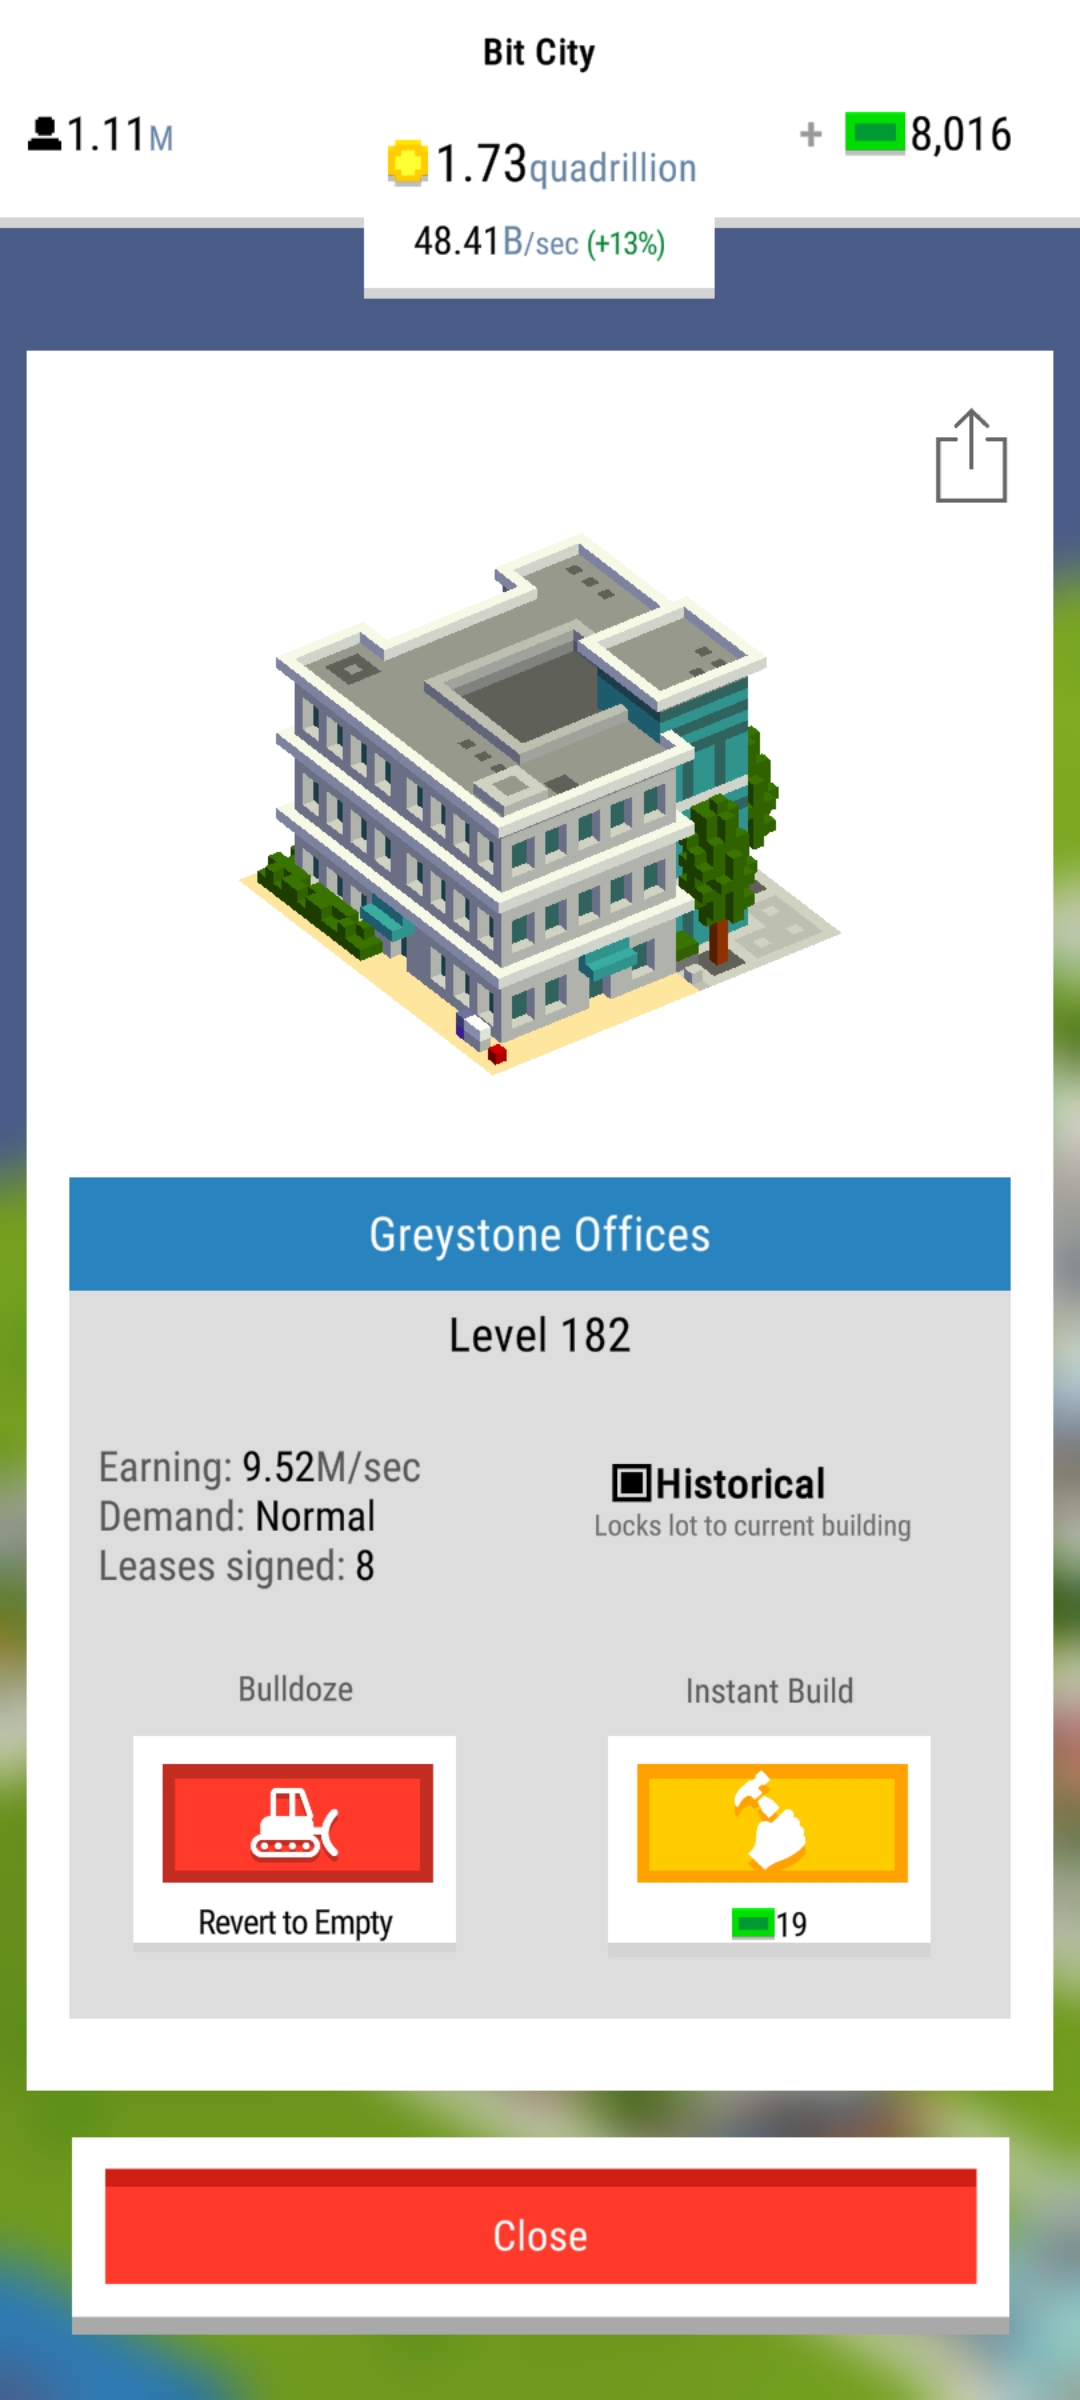 Bit City
1.11M
1.73quadrillion
+ 8,016
48.41B/sec (+13%)
Greystone Offices
Level 182
Earning: 9.52M/sec
Demand: Normal
Leases signed: 8
Historical
Locks lot to current building
Bulldoze
Instant Build
Revert to Empty
19
Close